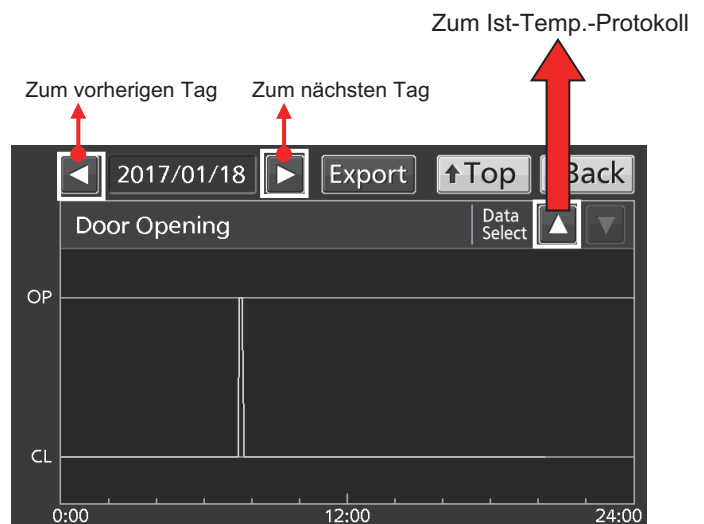 Zum Ist-Temp.-Protokoll
Zum vorherigen Tag Zum nächsten Tag
2017/01/18 Export Top Back
Door Opening Data
Select
OP
CL
0:00 12:00 24:00